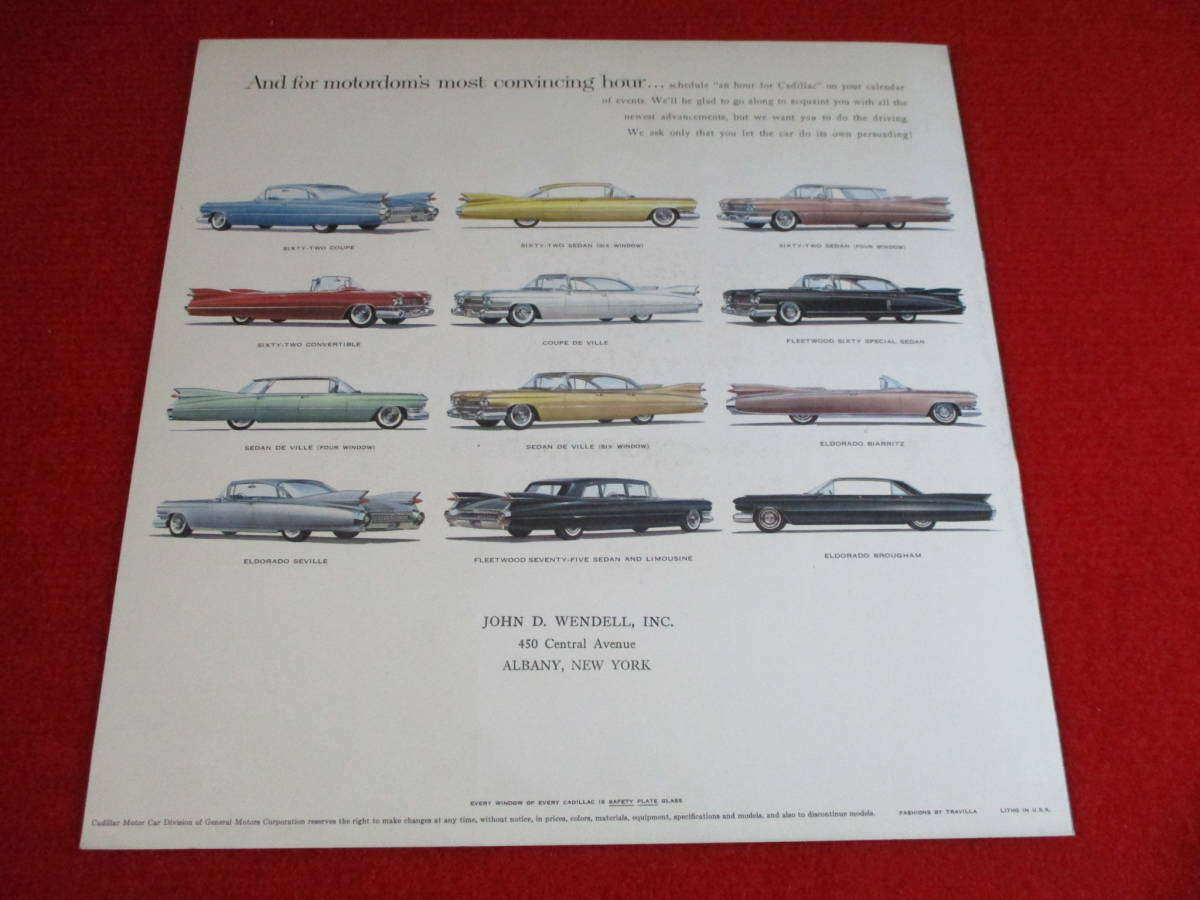 And for motordom's most convincing hour... schedule "an hour for Cadillac" on your calendar
of events. We'll be glad to go along to acquaint you with all the
newest advancements, but we want you to do the driving.
We ask only that you let the car do its own persuading!
SIXTY-TWO COUPE
SIXTY-TWO SEDAN (SIX WINDOW)
SIXTY-TWO SEDAN (FOUR WINDOW)
SIXTY-TWO CONVERTIBLE
COUPE DE VILLE
FLEETWOOD SIXTY SPECIAL SEDAN
SEDAN DE VILLE (FOUR WINDOW)
SEDAN DE VILLE (SIX WINDOW)
ELDORADO BIARRITZ
ELDORADO SEVILLE
FLEETWOOD SEVENTY-FIVE SEDAN AND LIMOUSINE
ELDORADO BROUGHAM
JOHN D. WENDELL, INC.
450 Central Avenue
ALBANY, NEW YORK
EVERY WINDOW OF EVERY CADILLAC IS SAFETY PLATE GLASS
Cadillac Motor Car Division of General Motors Corporation reserves the right to make changes at any time, without notice, in prices, colors, materials, equipment, specifications and models, and also to discontinue models.
FASHIONS BY TRAVILLA
LITHO IN U.S.A.